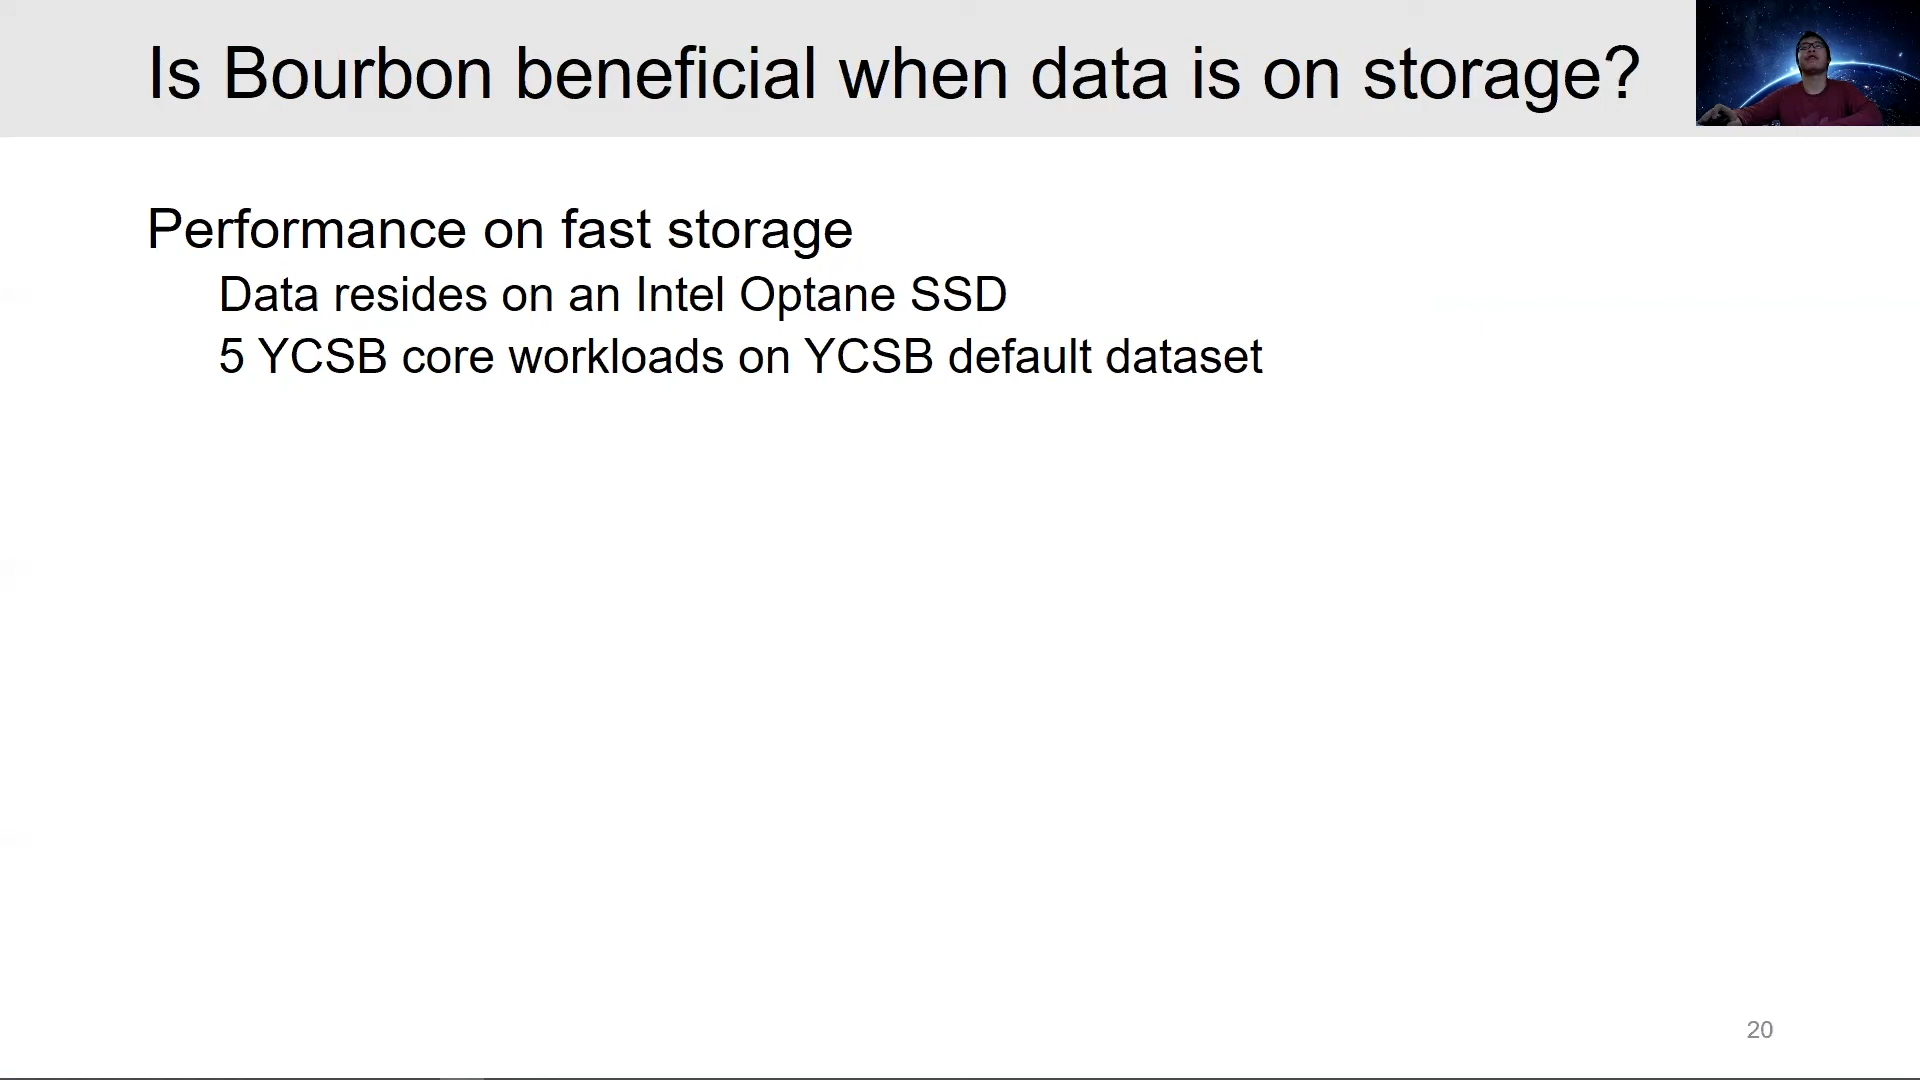 Is Bourbon beneficial when data is on storage?
Performance on fast storage
Data resides on an Intel Optane SSD
5 YCSB core workloads on YCSB default dataset
20